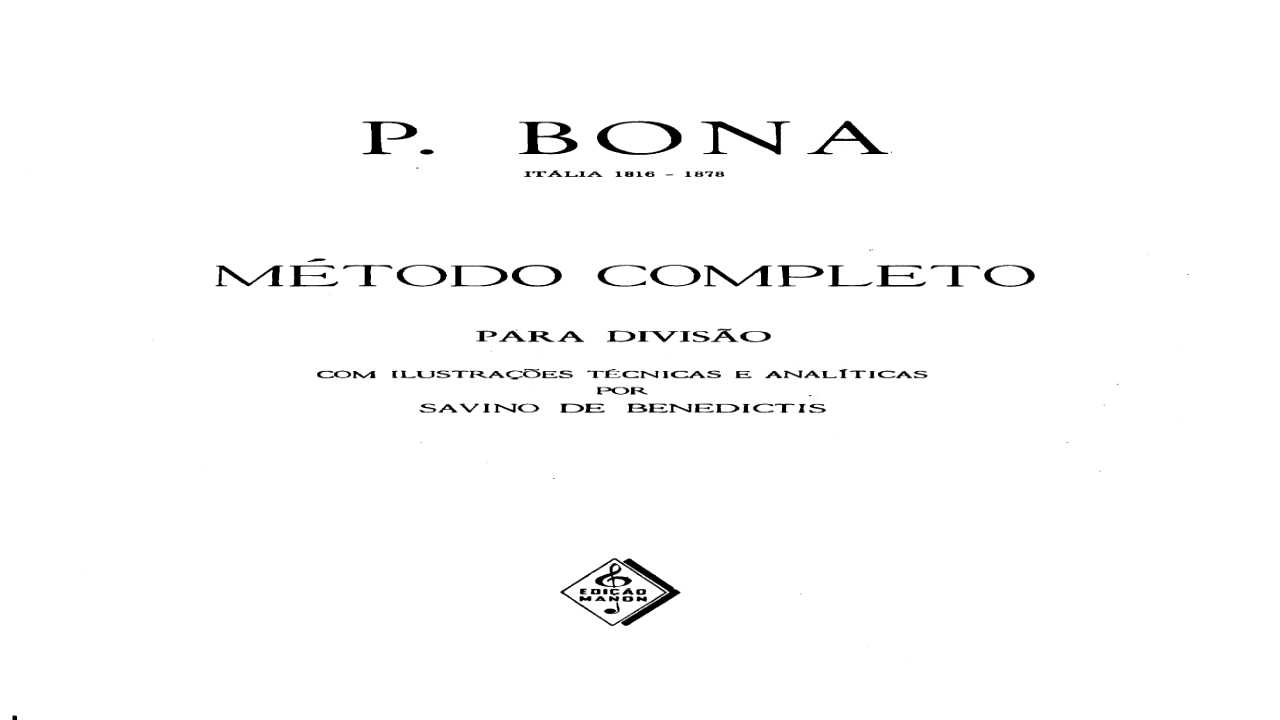 P. BONA
ITÁLIA 1816 - 1878
MÉTODO COMPLETO
PARA DIVISÃO
COM ILUSTRAÇÕES TÉCNICAS E ANALÍTICAS
POR
SAVINO DE BENEDICTIS
EDIÇÃO
MANON